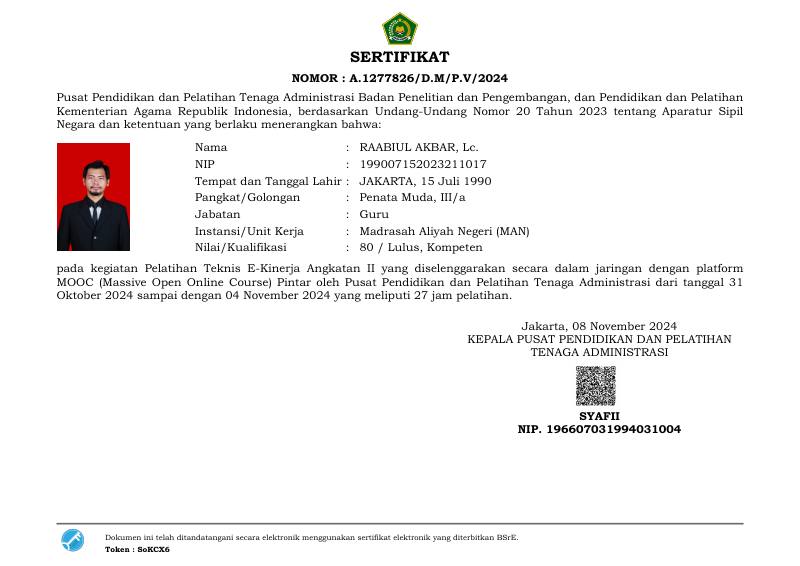 SERTIFIKAT
NOMOR : A.1277826/D.M/P.V/2024
Pusat Pendidikan dan Pelatihan Tenaga Administrasi Badan Penelitian dan Pengembangan, dan Pendidikan dan Pelatihan
Kementerian Agama Republik Indonesia, berdasarkan Undang-Undang Nomor 20 Tahun 2023 tentang Aparatur Sipil
Negara dan ketentuan yang berlaku menerangkan bahwa:
Nama : RAABIUL AKBAR, Lc.
NIP : 199007152023211017
Tempat dan Tanggal Lahir : JAKARTA, 15 Juli 1990
Pangkat/Golongan : Penata Muda, III/a
Jabatan : Guru
Instansi/Unit Kerja : Madrasah Aliyah Negeri (MAN)
Nilai/Kualifikasi : 80 / Lulus, Kompeten
pada kegiatan Pelatihan Teknis E-Kinerja Angkatan II yang diselenggarakan secara dalam jaringan dengan platform
MOOC (Massive Open Online Course) Pintar oleh Pusat Pendidikan dan Pelatihan Tenaga Administrasi dari tanggal 31
Oktober 2024 sampai dengan 04 November 2024 yang meliputi 27 jam pelatihan.
Jakarta, 08 November 2024
KEPALA PUSAT PENDIDIKAN DAN PELATIHAN
TENAGA ADMINISTRASI
SYAFII
NIP. 196607031994031004
Dokumen ini telah ditandatangani secara elektronik menggunakan sertifikat elektronik yang diterbitkan BSrE.
Token : SoKCX6